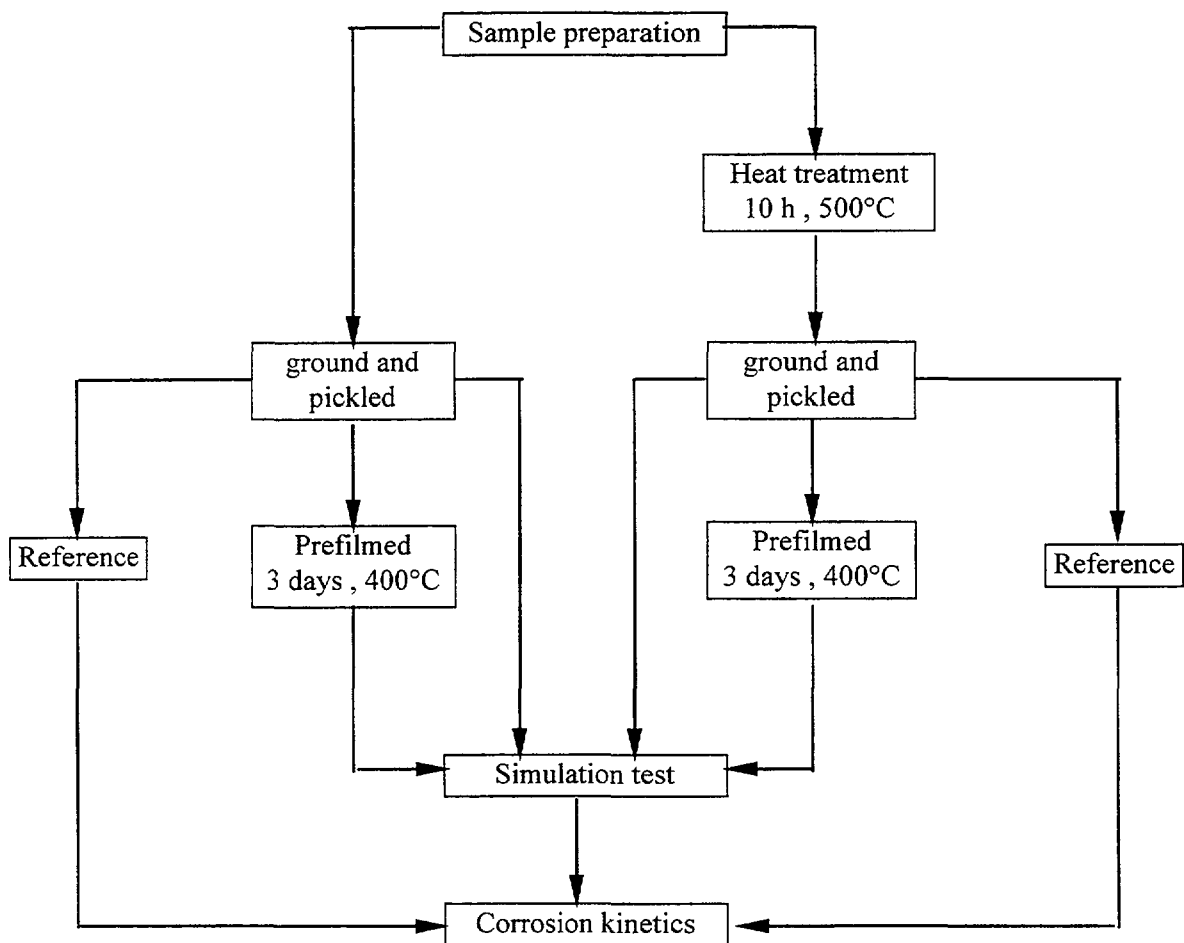 Sample preparation
Heat treatment
10 h , 500°C
ground and
pickled
ground and
pickled
Reference
Prefilmed
3 days , 400°C
Prefilmed
3 days , 400°C
Reference
Simulation test
Corrosion kinetics